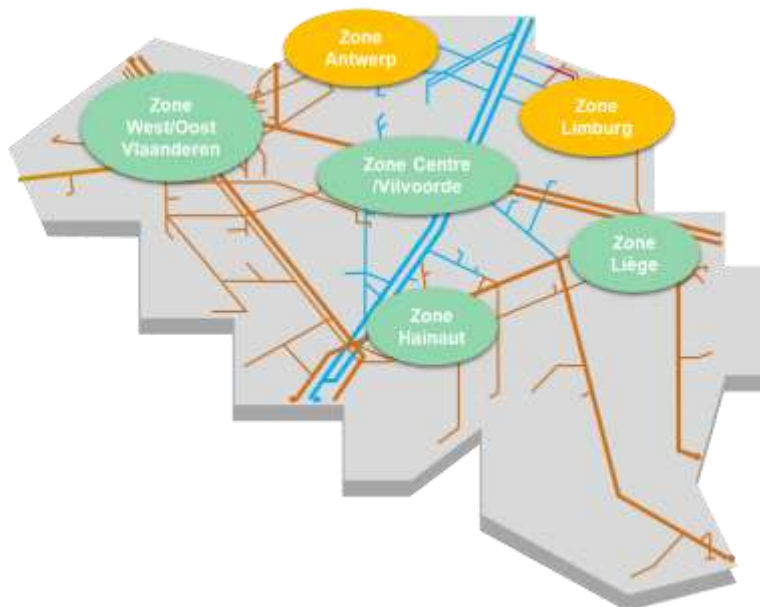 Zone
Antwerp
Zone
West/Oost
Vlaanderen
Zone
Limburg
Zone Centre
/Vilvoorde
Zone
Liège
Zone
Hainaut